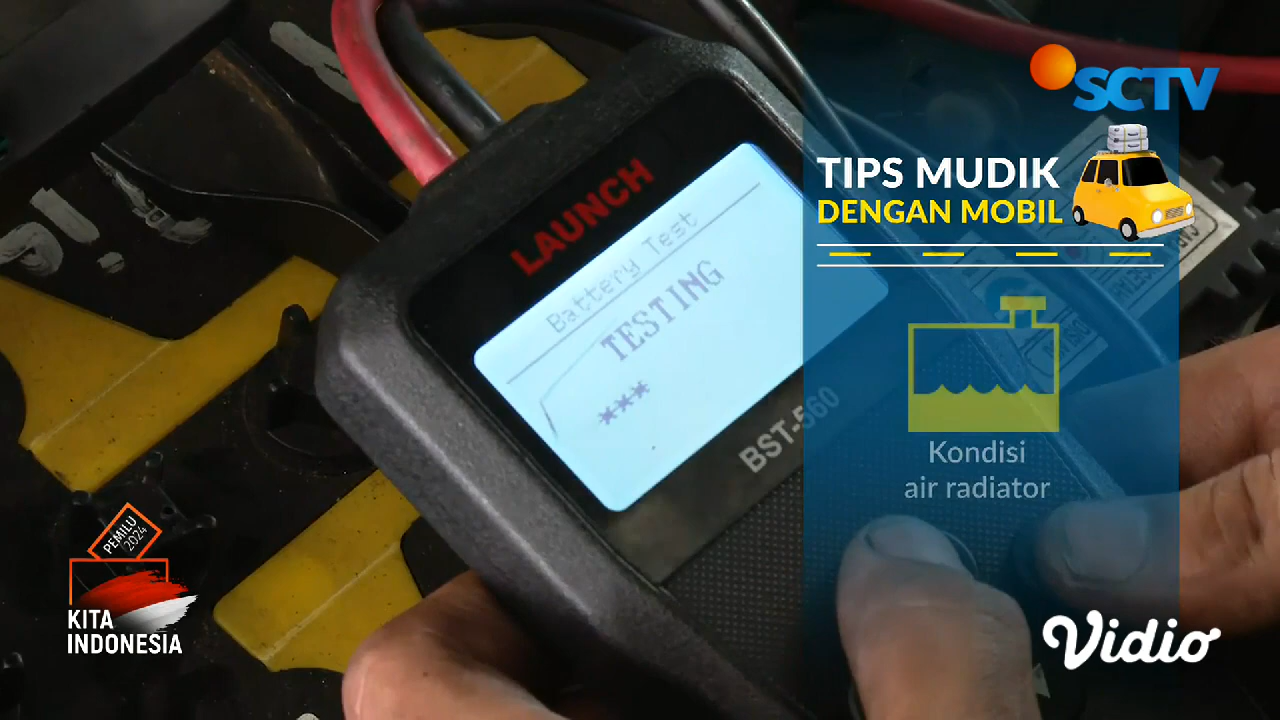 SCTV
TIPS MUDIK
DENGAN MOBIL
LAUNCH
Battery Test
TESTING
***
BST-560
Kondisi
air radiator
PEMILU
2024
KITA
INDONESIA
Vidio